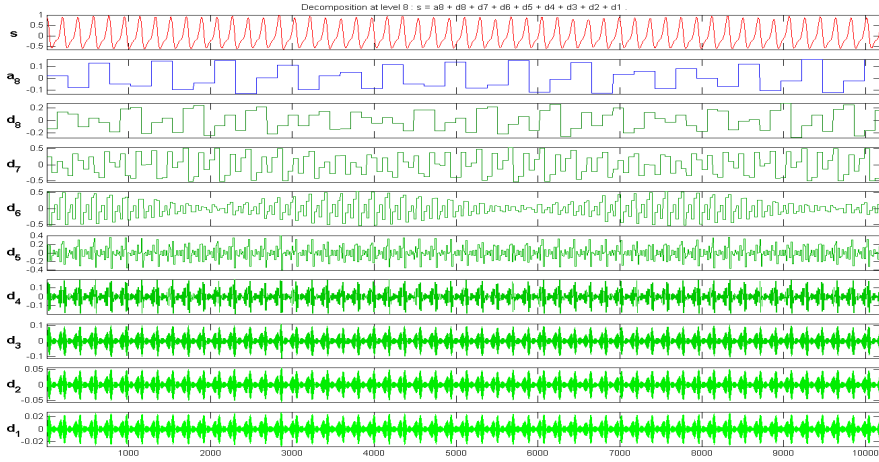 Decomposition at level 8 : s = a8 + d8 + d7 + d6 + d5 + d4 + d3 + d2 + d1 .
s 1 0.5 0 -0.5
a8 0.1 0 -0.1
d8 0.2 0 -0.2
d7 0.5 0 -0.5
d6 0.5 0 -0.5
d5 0.4 0.2 0 -0.2 -0.4
d4 0.1 0 -0.1
d3 0.1 0 -0.1
d2 0.05 0 -0.05
d1 0.02 0 -0.02
1000 2000 3000 4000 5000 6000 7000 8000 9000 10000